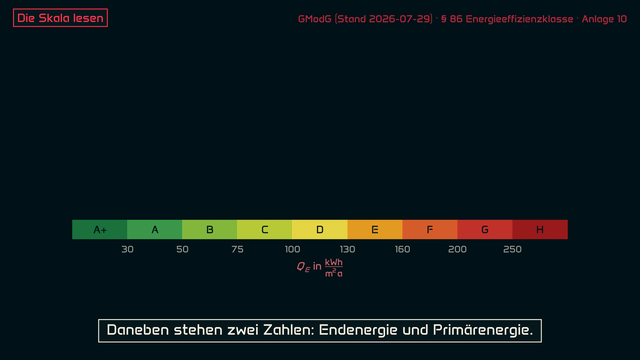 Die Skala lesen
GModG (Stand 2026-07-29) · § 86 Energieeffizienzklasse · Anlage 10
A+ A B C D E F G H
30 50 75 100 130 160 200 250
Q_E in kWh/m²a
Daneben stehen zwei Zahlen: Endenergie und Primärenergie.